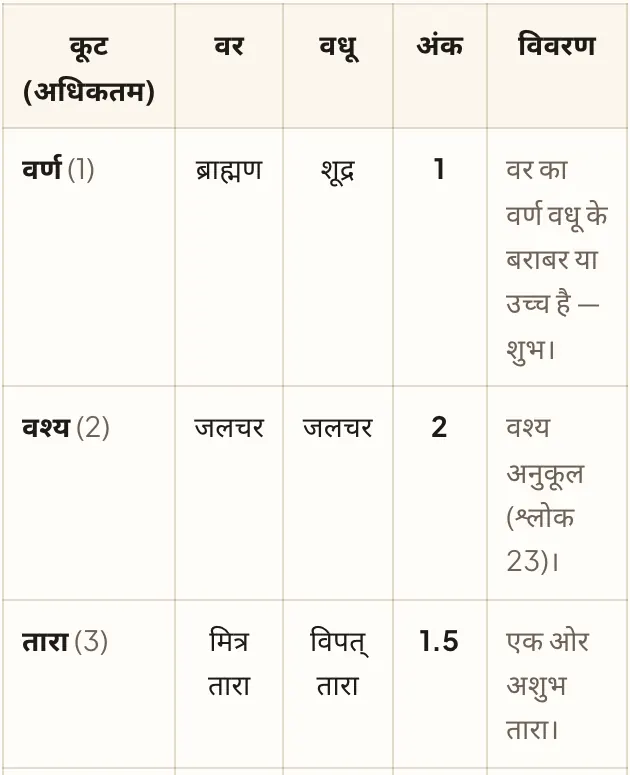 कूट
(अधिकतम) वर वधू अंक विवरण
वर्ण (1) ब्राह्मण शूद्र 1 वर का
वर्ण वधू के
बराबर या
उच्च है —
शुभ।
वश्य (2) जलचर जलचर 2 वश्य
अनुकूल
(श्लोक
23)।
तारा (3) मित्र
तारा विपत्
तारा 1.5 एक ओर
अशुभ
तारा।